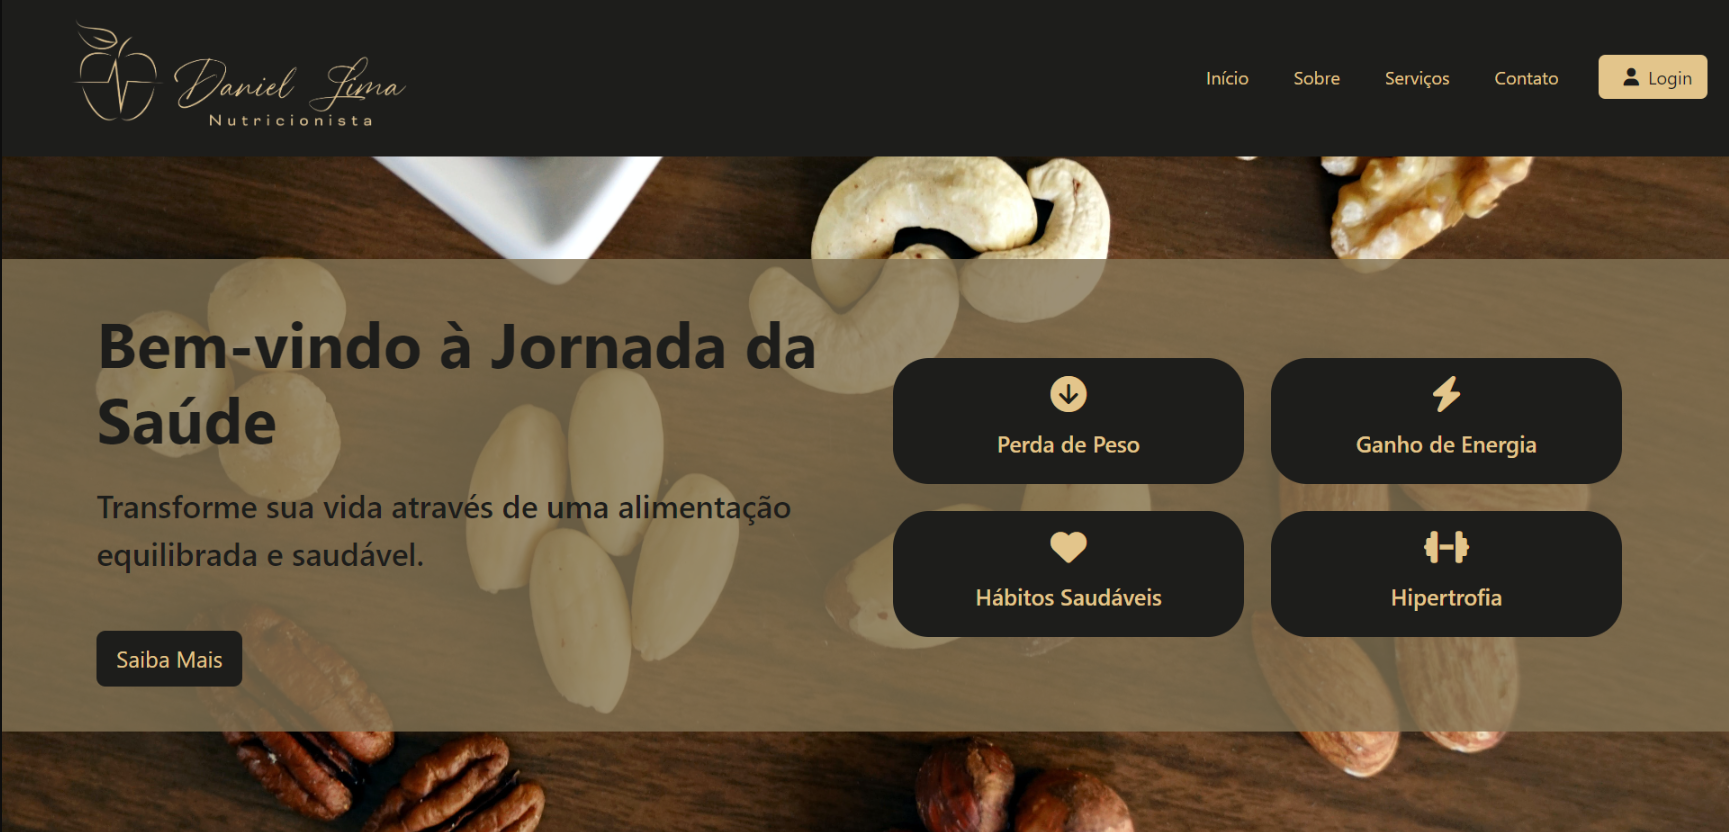 Daniel Lima
Nutricionista
Início
Sobre
Serviços
Contato
Login
Bem-vindo à Jornada da
Saúde
Transforme sua vida através de uma alimentação
equilibrada e saudável.
Saiba Mais
Perda de Peso
Ganho de Energia
Hábitos Saudáveis
Hipertrofia